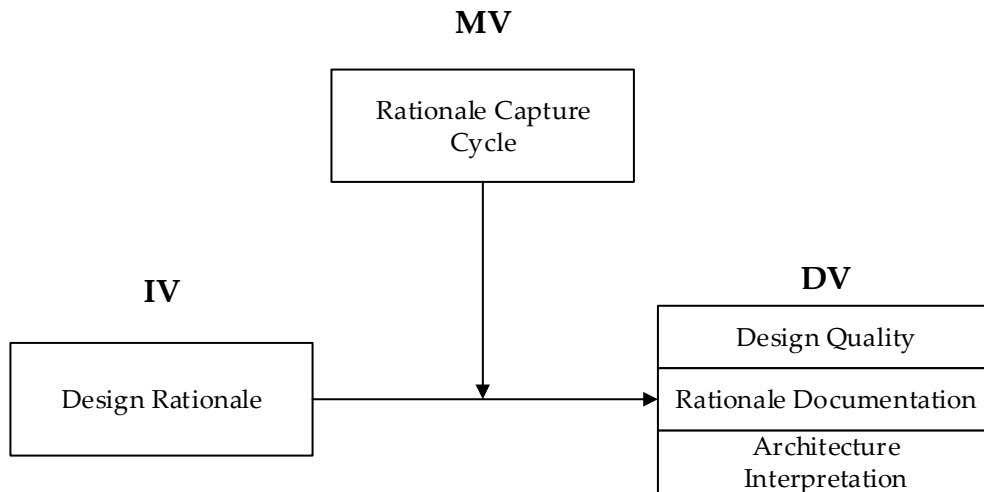 MV
Rationale Capture
Cycle
IV
Design Rationale
DV
Design Quality
Rationale Documentation
Architecture
Interpretation